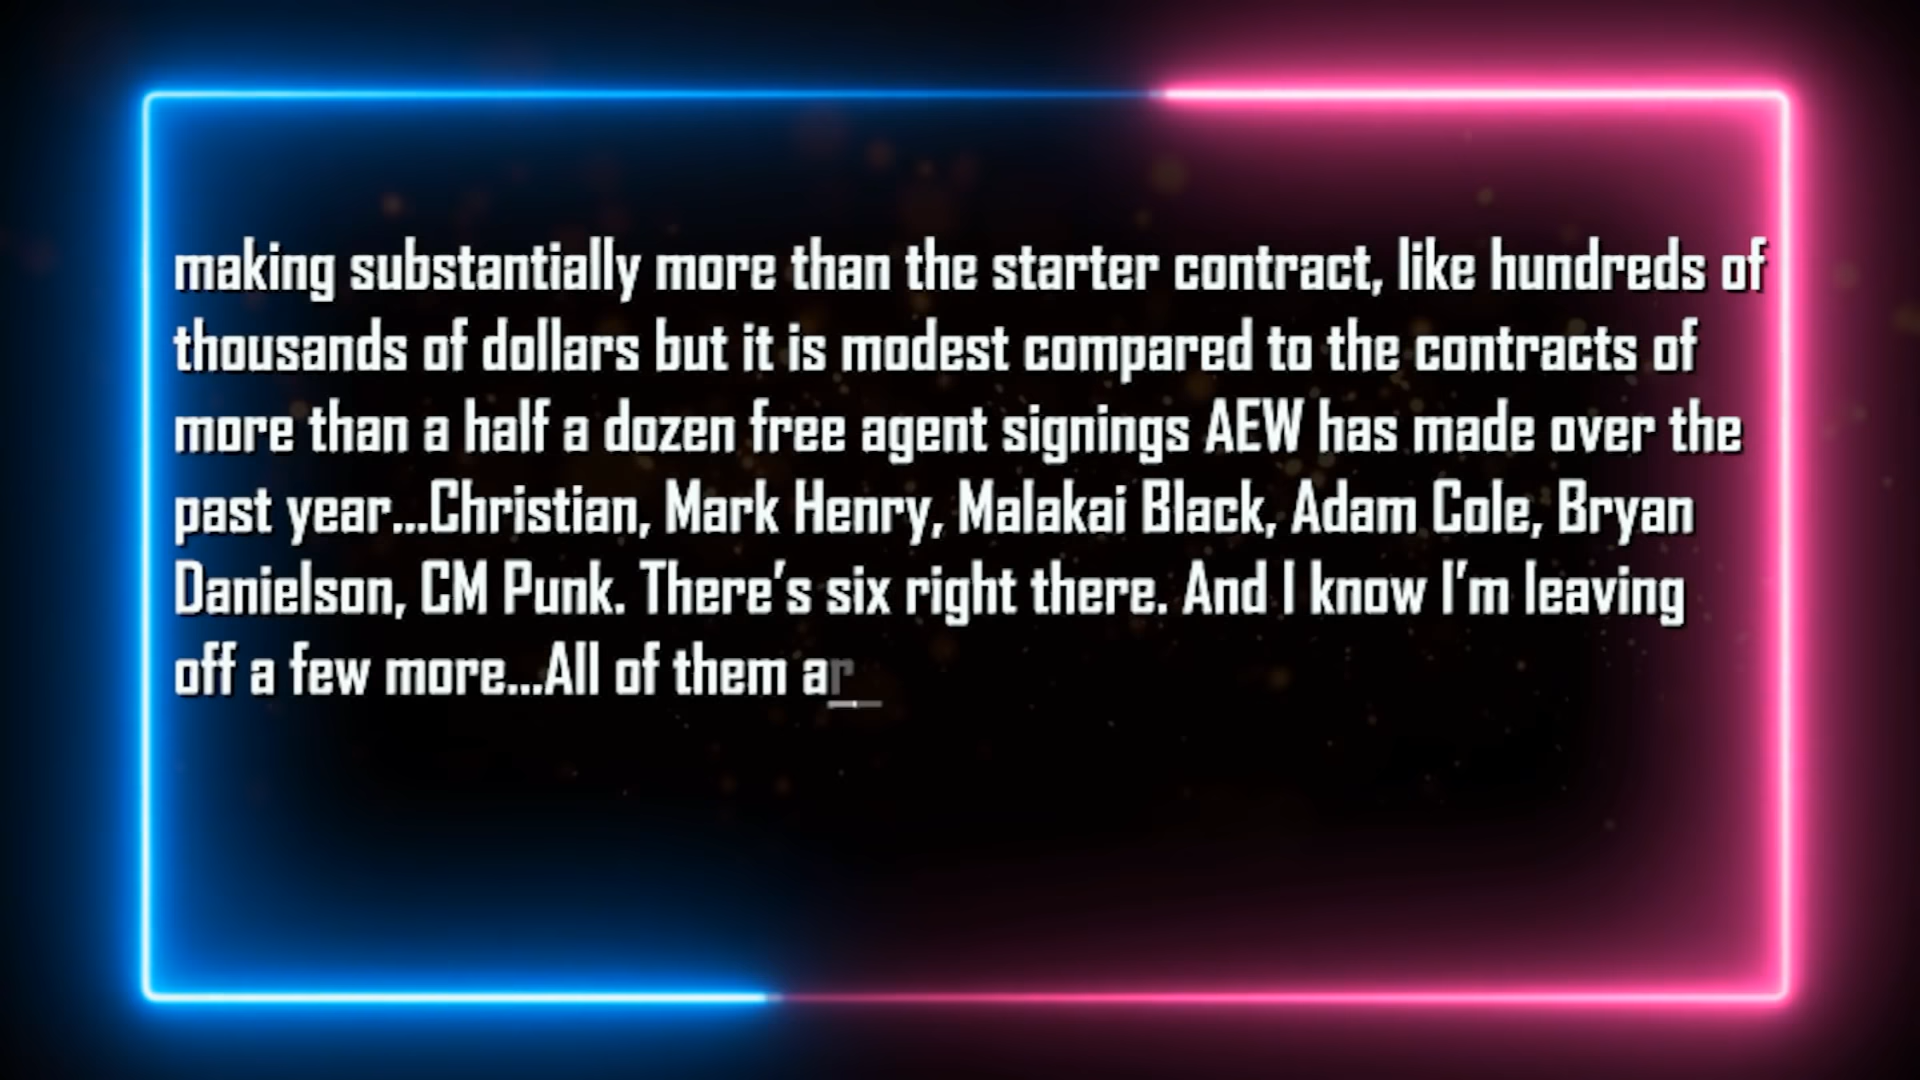 making substantially more than the starter contract, like hundreds of
thousands of dollars but it is modest compared to the contracts of
more than a half a dozen free agent signings AEW has made over the
past year...Christian, Mark Henry, Malakai Black, Adam Cole, Bryan
Danielson, CM Punk. There's six right there. And I know I'm leaving
off a few more...All of them ar_